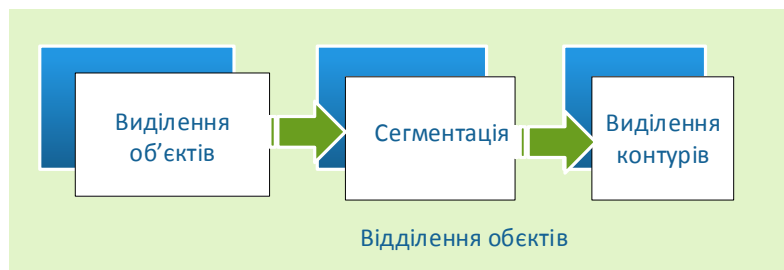 Виділення
об’єктів
Сегментація
Виділення
контурів
Відділення обєктів